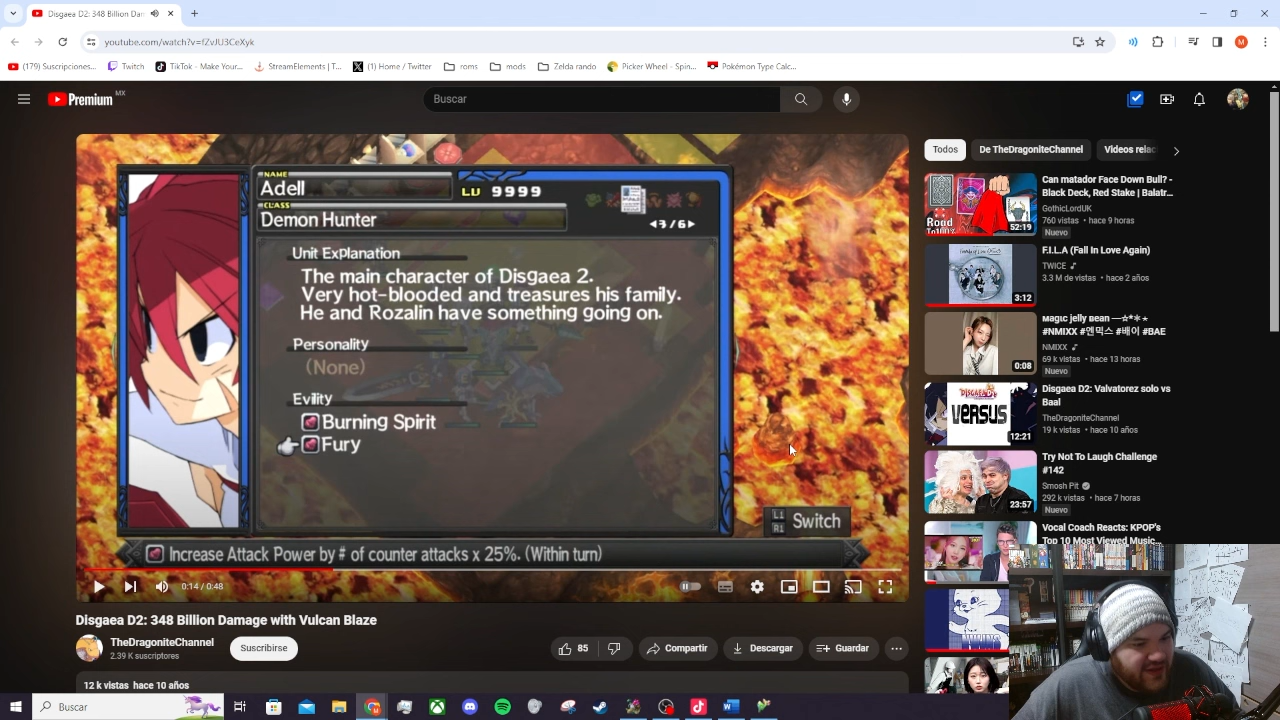 Disgaea D2: 348 Billion Dam
youtube.com/watch?v=fZvJU3CeXyk
(179) Suscripciones...
Twitch
TikTok - Make Your...
StreamElements | T...
(1) Home / Twitter
mods
Zelda rando
Picker Wheel - Spin...
Pokémon Type Calc...
Premium MX
Buscar
NAME
Adell
LV 9999
CLASS
Demon Hunter
◄3/6►
Unit Explanation
The main character of Disgaea 2.
Very hot-blooded and treasures his family.
He and Rozalin have something going on.
Personality
(None)
Evility
Burning Spirit
Fury
L1
R1
Switch
Increase Attack Power by # of counter attacks x 25%. (Within turn)
0:14 / 0:48
Disgaea D2: 348 Billion Damage with Vulcan Blaze
TheDragoniteChannel
2.39 K suscriptores
Suscribirse
85
Compartir
Descargar
Guardar
12 k vistas hace 10 años
Todos
De TheDragoniteChannel
Videos relac
Can matador Face Down Bull? -
Black Deck, Red Stake | Balatr...
GothicLordUK
760 vistas • hace 9 horas
Nuevo
52:19
F.I.L.A (Fall In Love Again)
TWICE
3.3 M de vistas • hace 2 años
3:12
Magic jelly bean —☆*＊⋆
#NMIXX #엔믹스 #배이 #BAE
NMIXX
69 k vistas • hace 13 horas
Nuevo
0:08
Disgaea D2: Valvatorez solo vs
Baal
TheDragoniteChannel
19 k vistas • hace 10 años
VERSUS
12:21
Try Not To Laugh Challenge
#142
Smosh Pit
292 k vistas • hace 7 horas
Nuevo
23:57
Vocal Coach Reacts: KPOP's
Top 10 Most Viewed Music...
Buscar